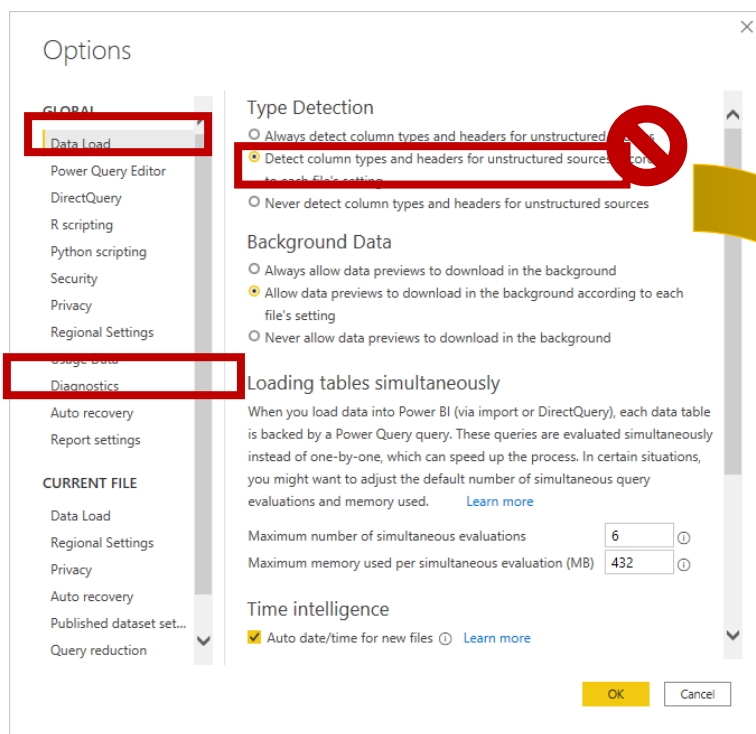 Options
GLOBAL
Data Load
Power Query Editor
DirectQuery
R scripting
Python scripting
Security
Privacy
Regional Settings
Usage Data
Diagnostics
Auto recovery
Report settings
CURRENT FILE
Data Load
Regional Settings
Privacy
Auto recovery
Published dataset set...
Query reduction
Type Detection
Always detect column types and headers for unstructured
Detect column types and headers for unstructured sources
to each file's setting
Never detect column types and headers for unstructured sources
Background Data
Always allow data previews to download in the background
Allow data previews to download in the background according to each
file's setting
Never allow data previews to download in the background
Loading tables simultaneously
When you load data into Power BI (via import or DirectQuery), each data table
is backed by a Power Query query. These queries are evaluated simultaneously
instead of one-by-one, which can speed up the process. In certain situations,
you might want to adjust the default number of simultaneous query
evaluations and memory used. Learn more
Maximum number of simultaneous evaluations 6
Maximum memory used per simultaneous evaluation (MB) 432
Time intelligence
Auto date/time for new files Learn more
OK Cancel